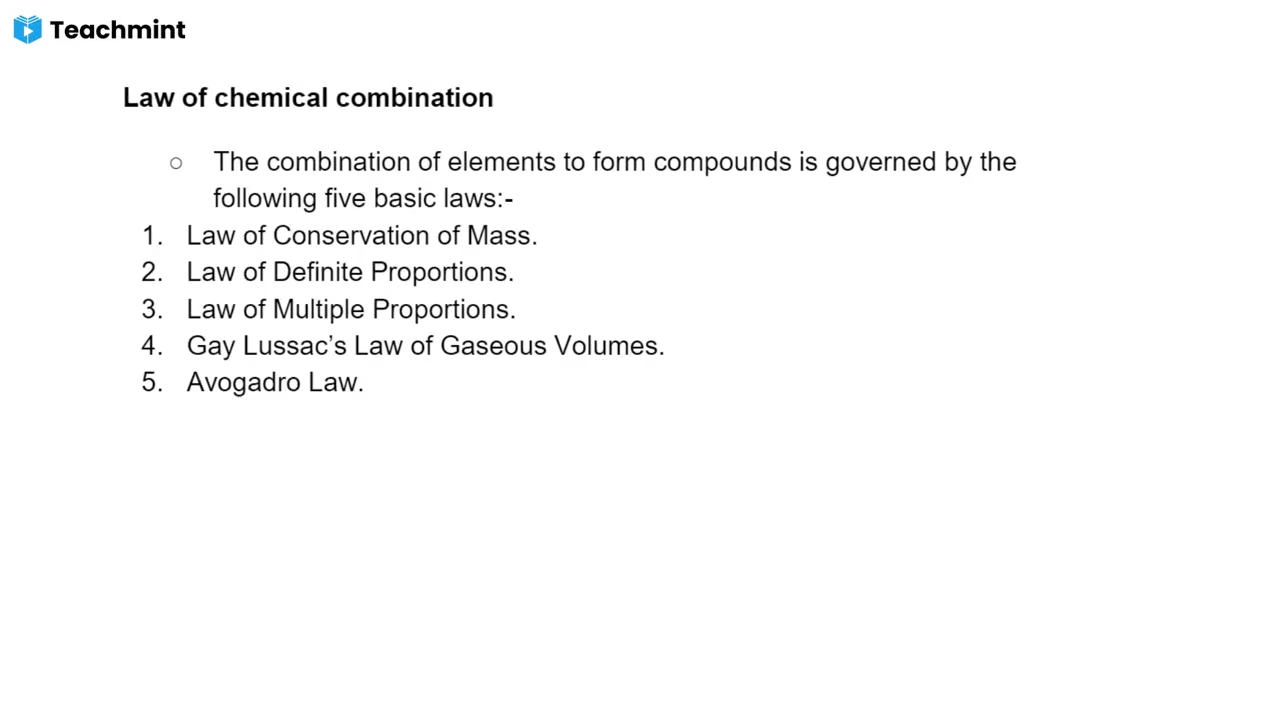 Teachmint
Law of chemical combination
○ The combination of elements to form compounds is governed by the
following five basic laws:-
1. Law of Conservation of Mass.
2. Law of Definite Proportions.
3. Law of Multiple Proportions.
4. Gay Lussac’s Law of Gaseous Volumes.
5. Avogadro Law.